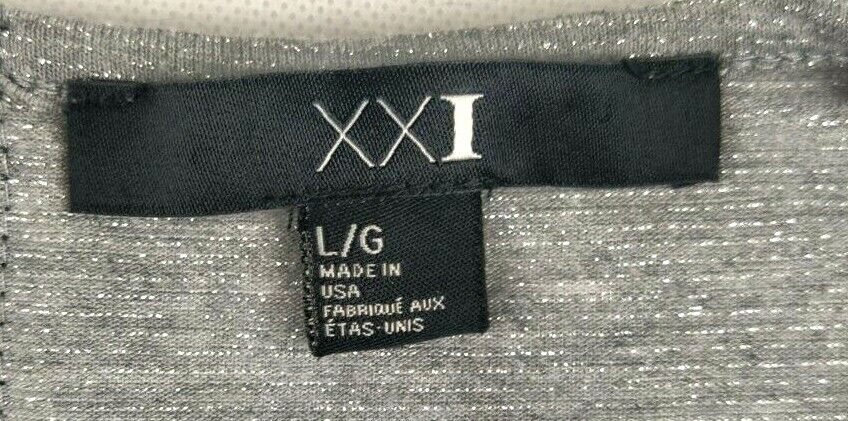 XXI
L/G
MADE IN
USA
FABRIQUÉ AUX
ÉTAS-UNIS